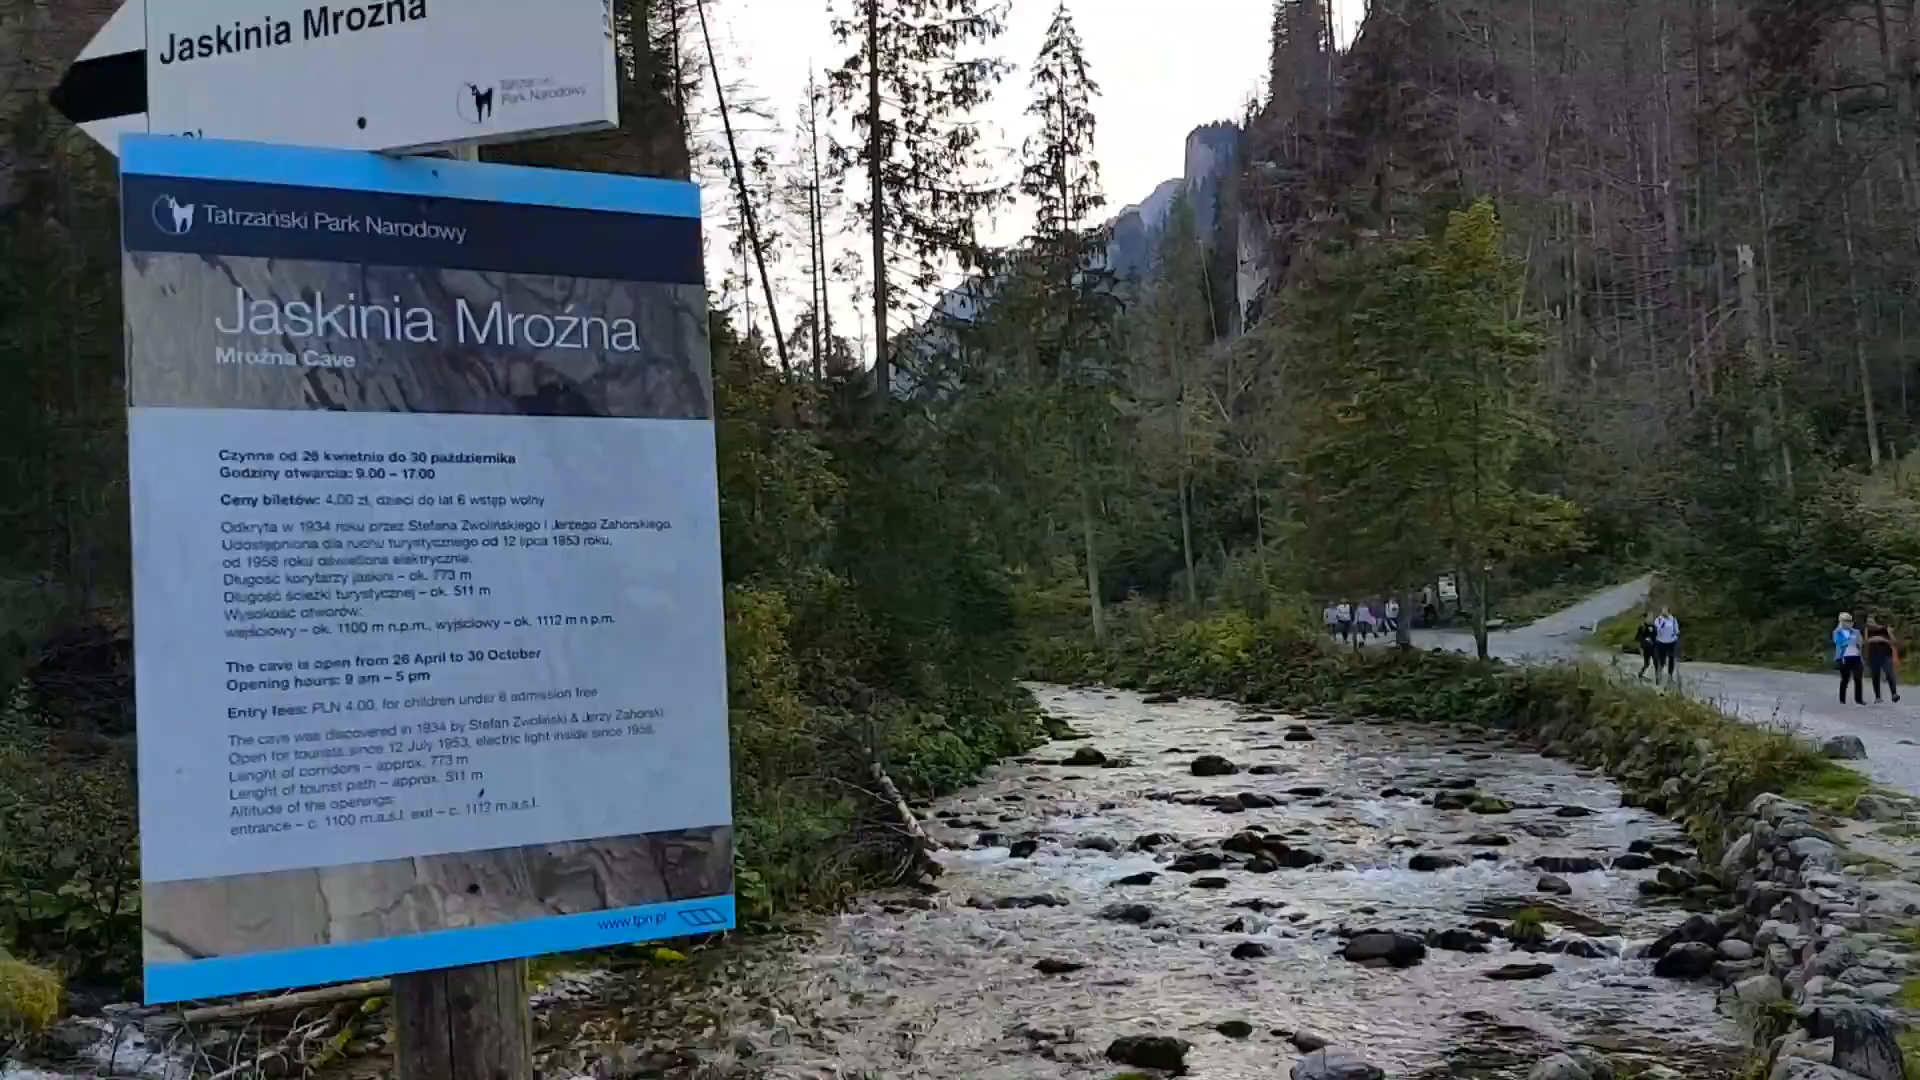 Jaskinia Mroźna
Tatrzański
Park Narodowy
Tatrzański Park Narodowy
Jaskinia Mroźna
Mroźna Cave
Czynne od 26 kwietnia do 30 października
Godziny otwarcia: 9.00 – 17.00
Ceny biletów: 4,00 zł, dzieci do lat 6 wstęp wolny
Odkryta w 1934 roku przez Stefana Zwolińskiego i Jerzego Zahorskiego.
Udostępniona dla ruchu turystycznego od 12 lipca 1953 roku,
od 1958 roku oświetlona elektrycznie.
Długość korytarzy jaskini – ok. 773 m
Długość ścieżki turystycznej – ok. 511 m
Wysokość otworów:
wejściowy – ok. 1100 m n.p.m., wyjściowy – ok. 1112 m n.p.m.
The cave is open from 26 April to 30 October
Opening hours: 9 am – 5 pm
Entry fees: PLN 4.00, for children under 6 admission free
The cave was discovered in 1934 by Stefan Zwoliński & Jerzy Zahorski.
Open for tourists since 12 July 1953, electric light inside since 1958.
Lenght of corridors – approx. 773 m
Lenght of tourist path – approx. 511 m
Altitude of the openings:
entrance – c. 1100 m.a.s.l. exit – c. 1112 m.a.s.l.
www.tpn.pl